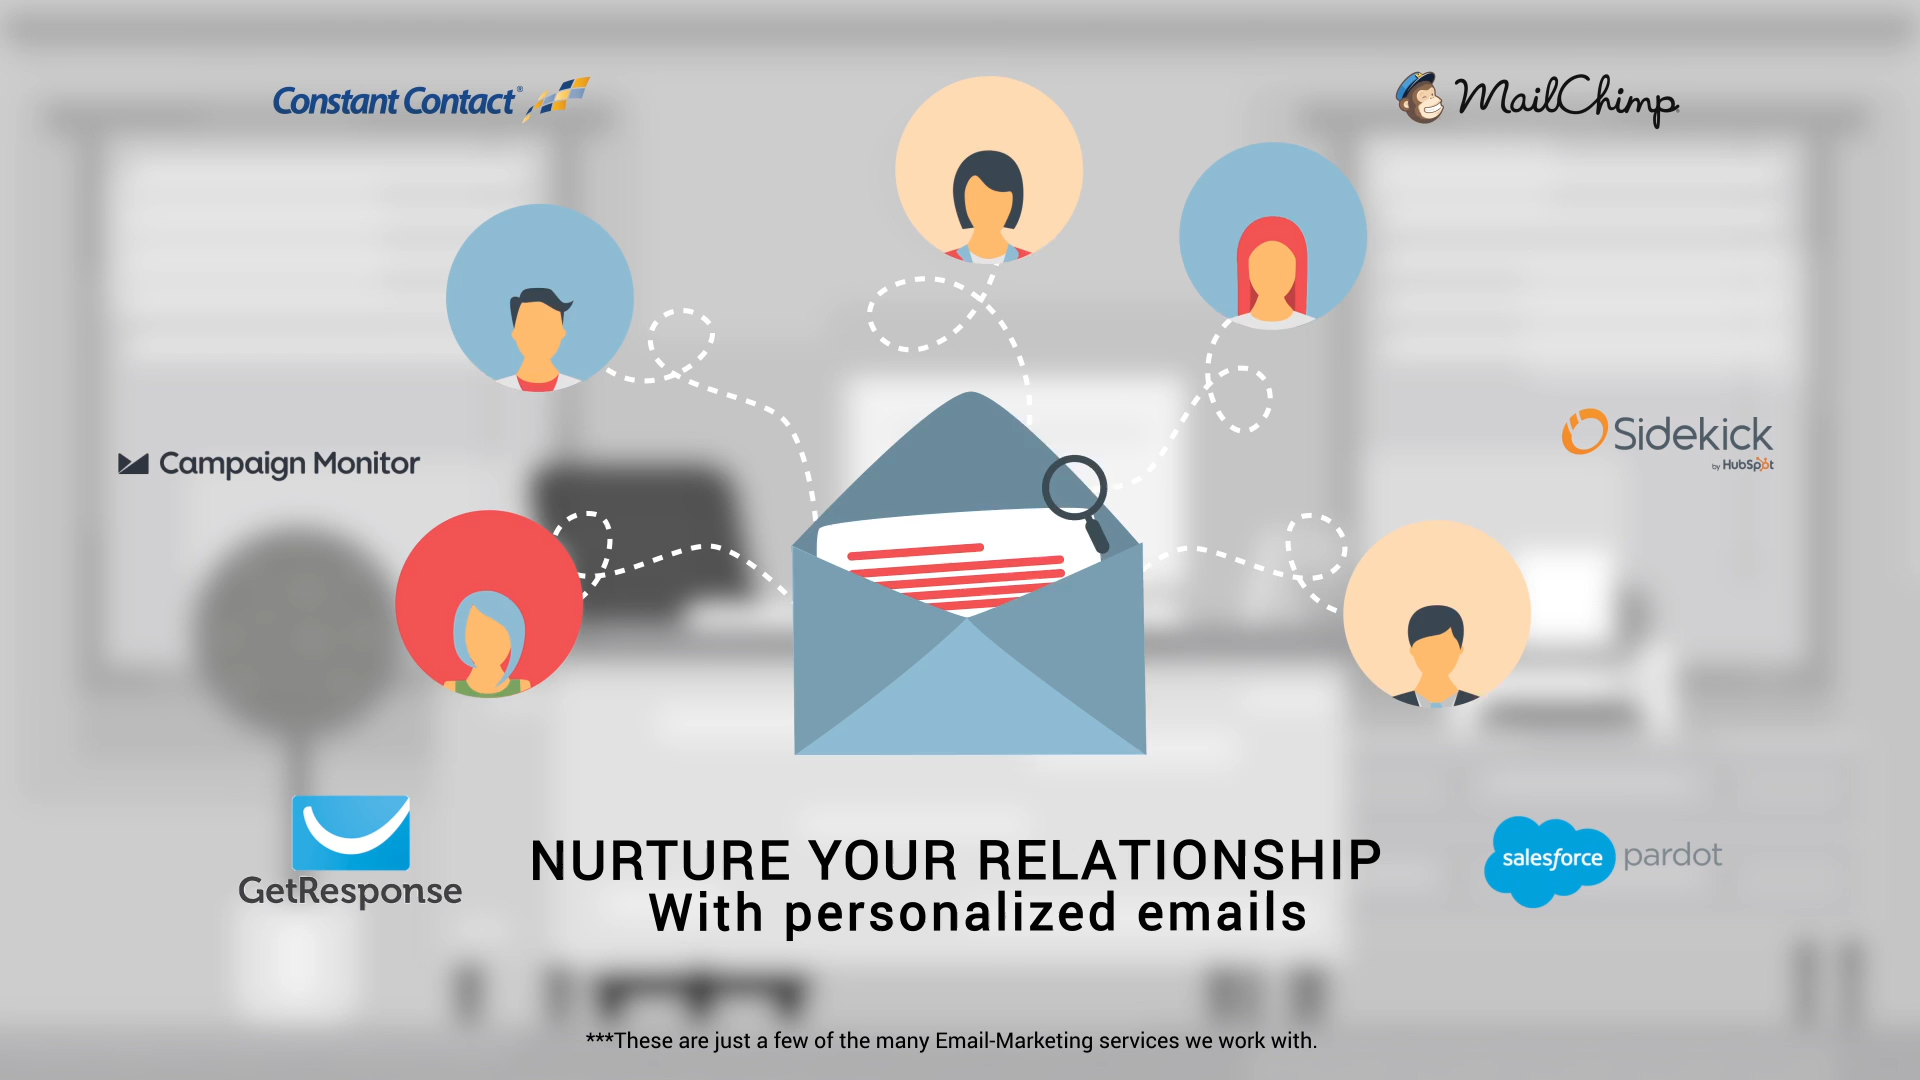 Constant Contact®
MailChimp
Campaign Monitor
Sidekick
by HubSpot
GetResponse
NURTURE YOUR RELATIONSHIP
With personalized emails
salesforce pardot
***These are just a few of the many Email-Marketing services we work with.